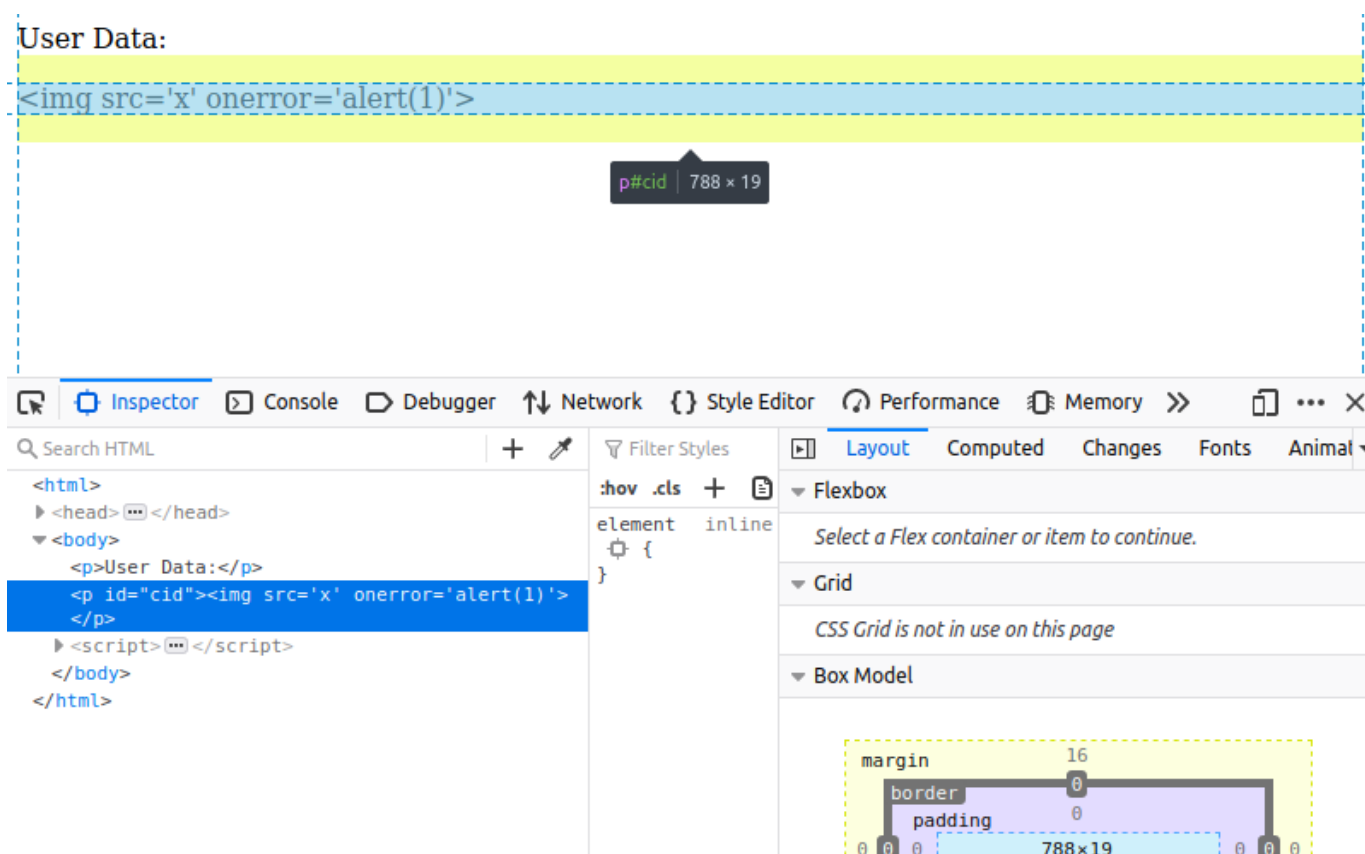 User Data:
<img src='x' onerror='alert(1)'>
p#cid 788 × 19
Inspector Console Debugger Network {} Style Editor Performance Memory
Search HTML
Filter Styles
Layout Computed Changes Fonts Animat
<html>
<head></head>
<body>
<p>User Data:</p>
<p id="cid"><img src='x' onerror='alert(1)'>
</p>
<script></script>
</body>
</html>
:hov .cls +
element inline
{
}
Flexbox
Select a Flex container or item to continue.
Grid
CSS Grid is not in use on this page
Box Model
margin 16
border 0
padding 0
0 0 0 788×19 0 0 0